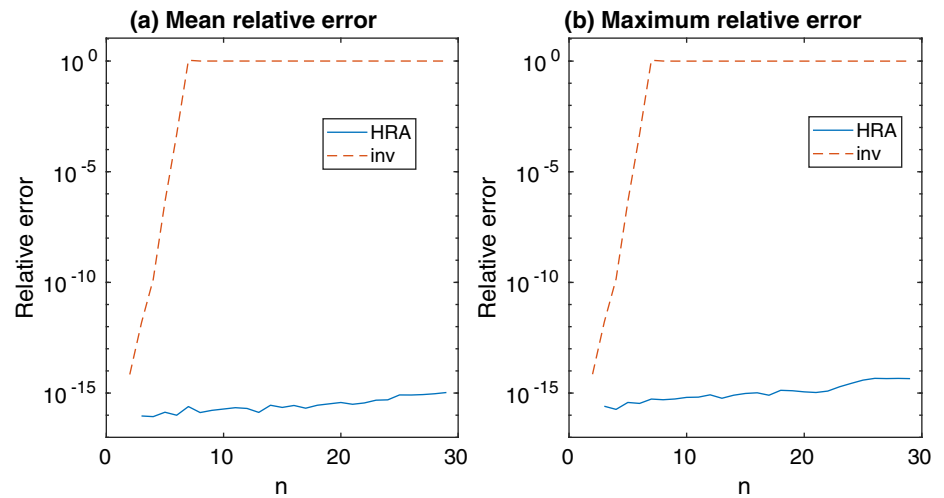 (a) Mean relative error
Relative error
10^0
10^-5
10^-10
10^-15
HRA
inv
0
10
20
30
n
(b) Maximum relative error
Relative error
10^0
10^-5
10^-10
10^-15
HRA
inv
0
10
20
30
n